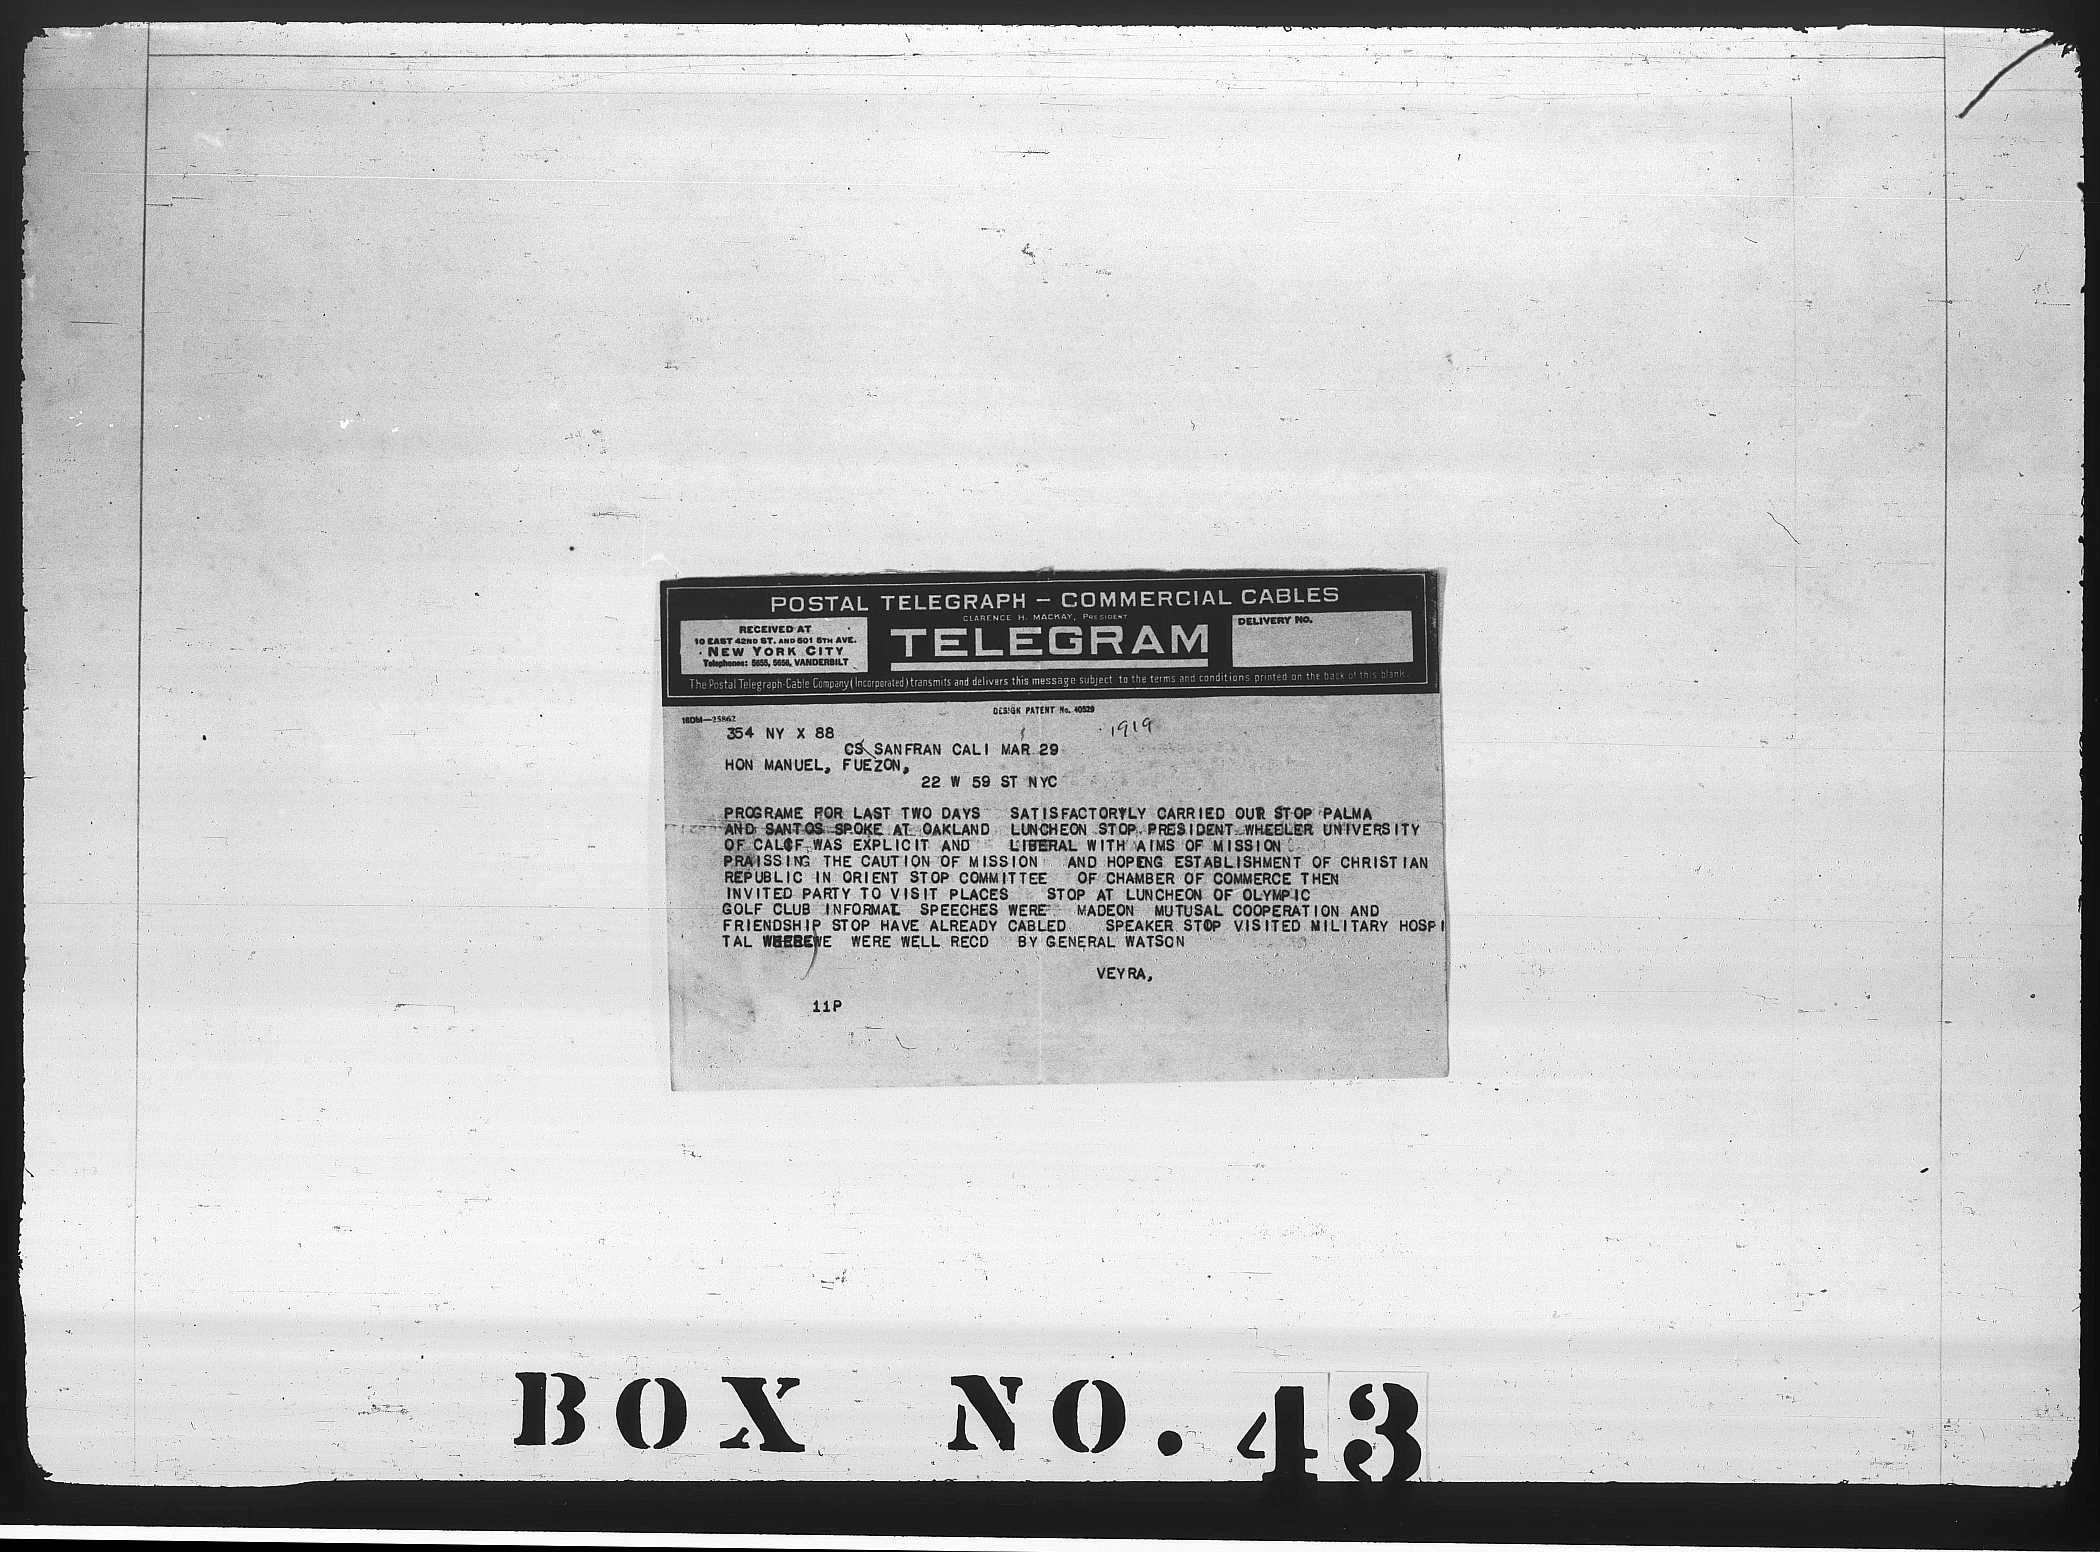 POSTAL TELEGRAPH – COMMERCIAL CABLES
CLARENCE H. MACKAY, PRESIDENT
RECEIVED AT
10 EAST 42ND ST. AND 501 5TH AVE.
NEW YORK CITY
Telephones: 5655, 5656, VANDERBILT
TELEGRAM
DELIVERY NO.
The Postal Telegraph-Cable Company (Incorporated) transmits and delivers this message subject to the terms and conditions printed on the back of this blank.
DESIGN PATENT No. 40529
16DM—25862
1919
354 NY X 88
CS SANFRAN CALI MAR 29
HON MANUEL, FUEZON,
22 W 59 ST NYC
PROGRAME FOR LAST TWO DAYS SATISFACTORYLY CARRIED OUR STOP PALMA
AND SANTOS SPOKE AT OAKLAND LUNCHEON STOP PRESIDENT WHEELER UNIVERSITY
OF CALIF WAS EXPLICIT AND LIBERAL WITH AIMS OF MISSION
PRAISSING THE CAUTION OF MISSION AND HOPENG ESTABLISHMENT OF CHRISTIAN
REPUBLIC IN ORIENT STOP COMMITTEE OF CHAMBER OF COMMERCE THEN
INVITED PARTY TO VISIT PLACES STOP AT LUNCHEON OF OLYMPIC
GOLF CLUB INFORMAL SPEECHES WERE MADEON MUTUSAL COOPERATION AND
FRIENDSHIP STOP HAVE ALREADY CABLED SPEAKER STOP VISITED MILITARY HOSPI
TAL WHEREWE WERE WELL RECD BY GENERAL WATSON
VEYRA,
11P
BOX NO. 43